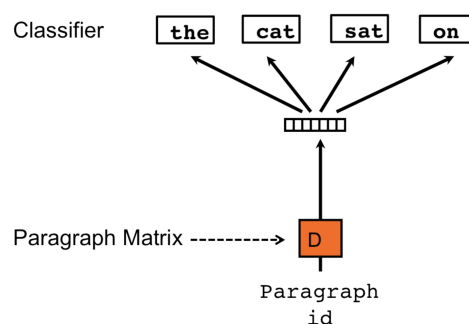 Classifier the cat sat on
Paragraph Matrix D
Paragraph
id